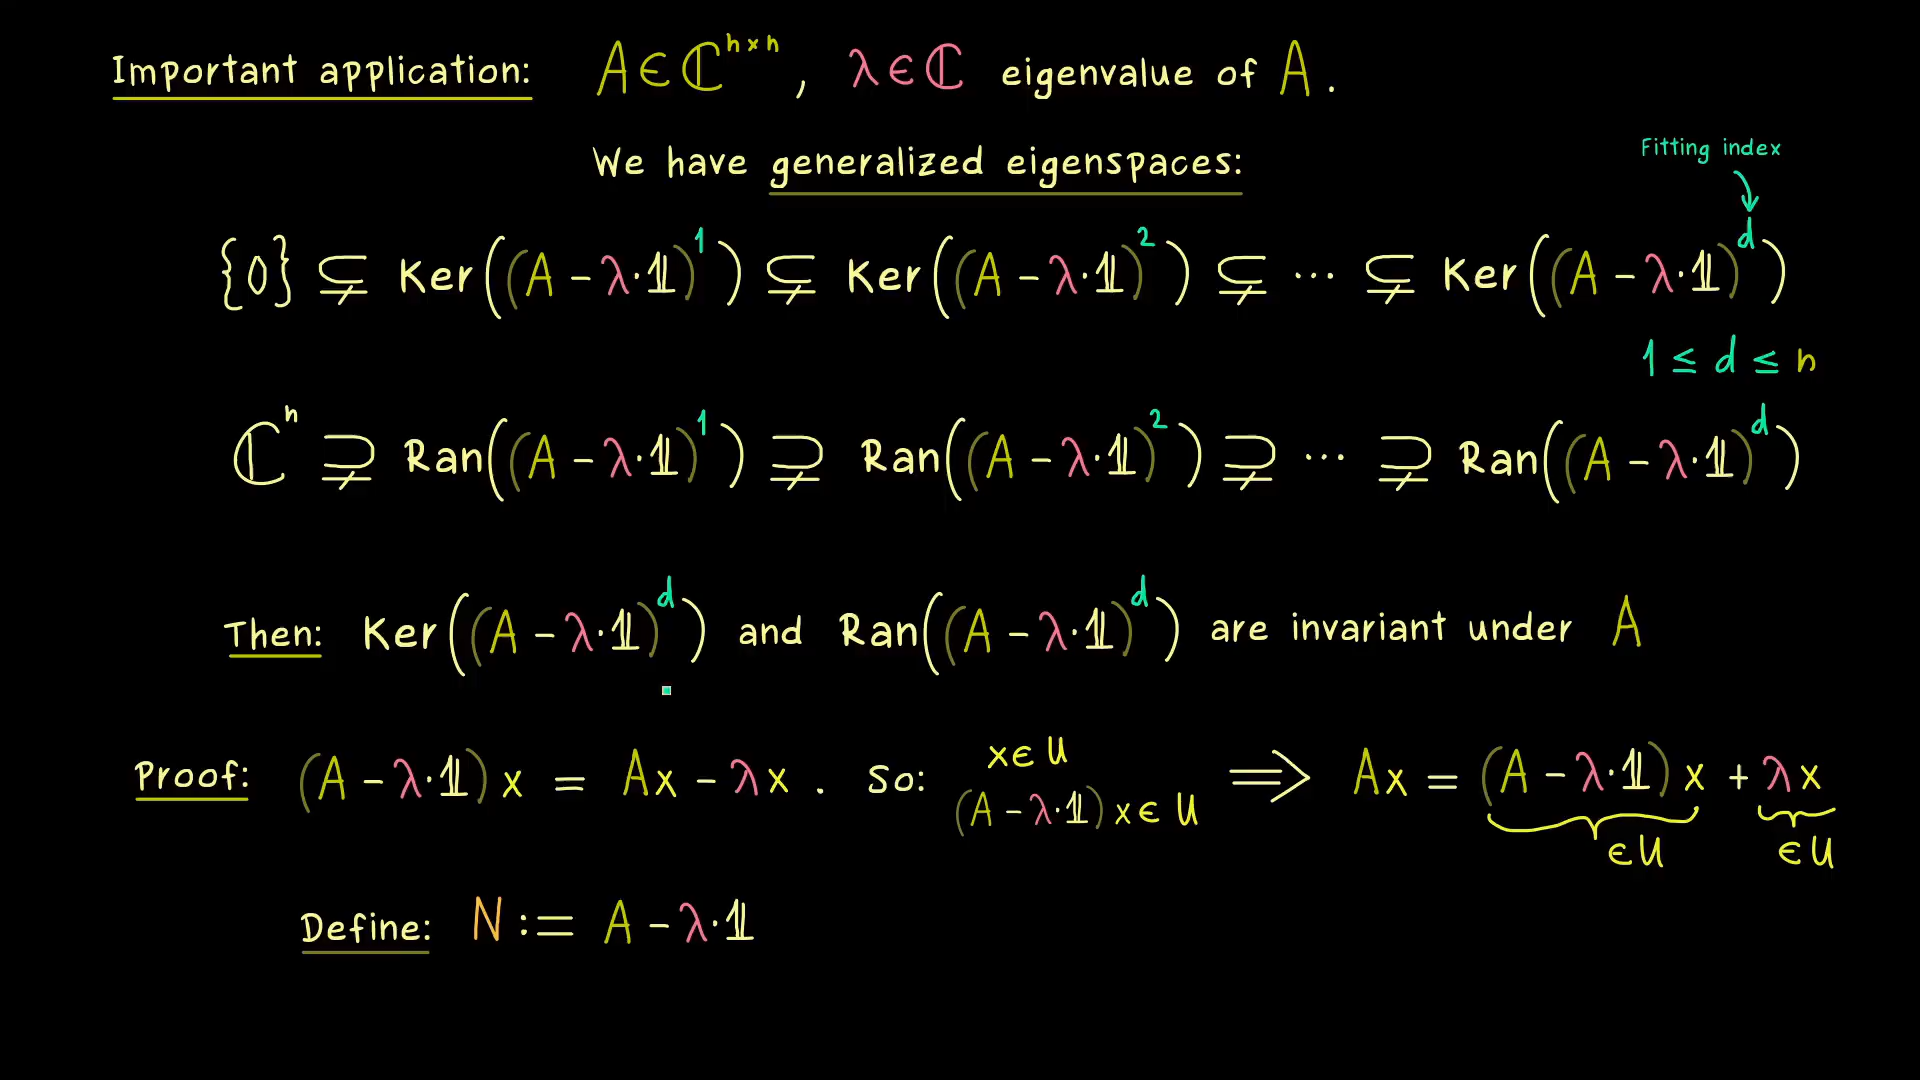 Important application: A ∈ ℂⁿˣⁿ , λ ∈ ℂ eigenvalue of A .
We have generalized eigenspaces:
Fitting index
{0} ⊊ Ker((A − λ·𝟙)¹) ⊊ Ker((A − λ·𝟙)²) ⊊ ⋯ ⊊ Ker((A − λ·𝟙)ᵈ)
1 ≤ d ≤ n
ℂⁿ ⊋ Ran((A − λ·𝟙)¹) ⊋ Ran((A − λ·𝟙)²) ⊋ ⋯ ⊋ Ran((A − λ·𝟙)ᵈ)
Then: Ker((A − λ·𝟙)ᵈ) and Ran((A − λ·𝟙)ᵈ) are invariant under A
Proof: (A − λ·𝟙) x = Ax − λx . So: x ∈ U
(A − λ·𝟙) x ∈ U ⟹ Ax = (A − λ·𝟙) x + λx
∈ U ∈ U
Define: N := A − λ·𝟙